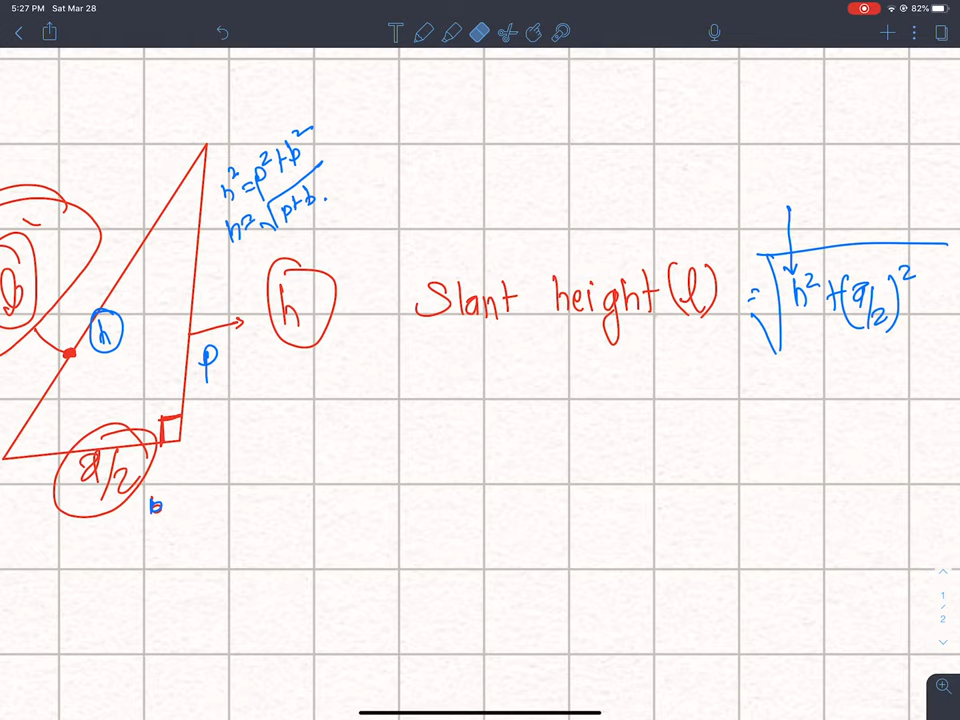 5:27 PM Sat Mar 28
82%
T
h² = p² + b²
h = √p+b.
l
h
h
p
a/2
b
Slant height (l) = √h² + (a/2)²
1
/
2